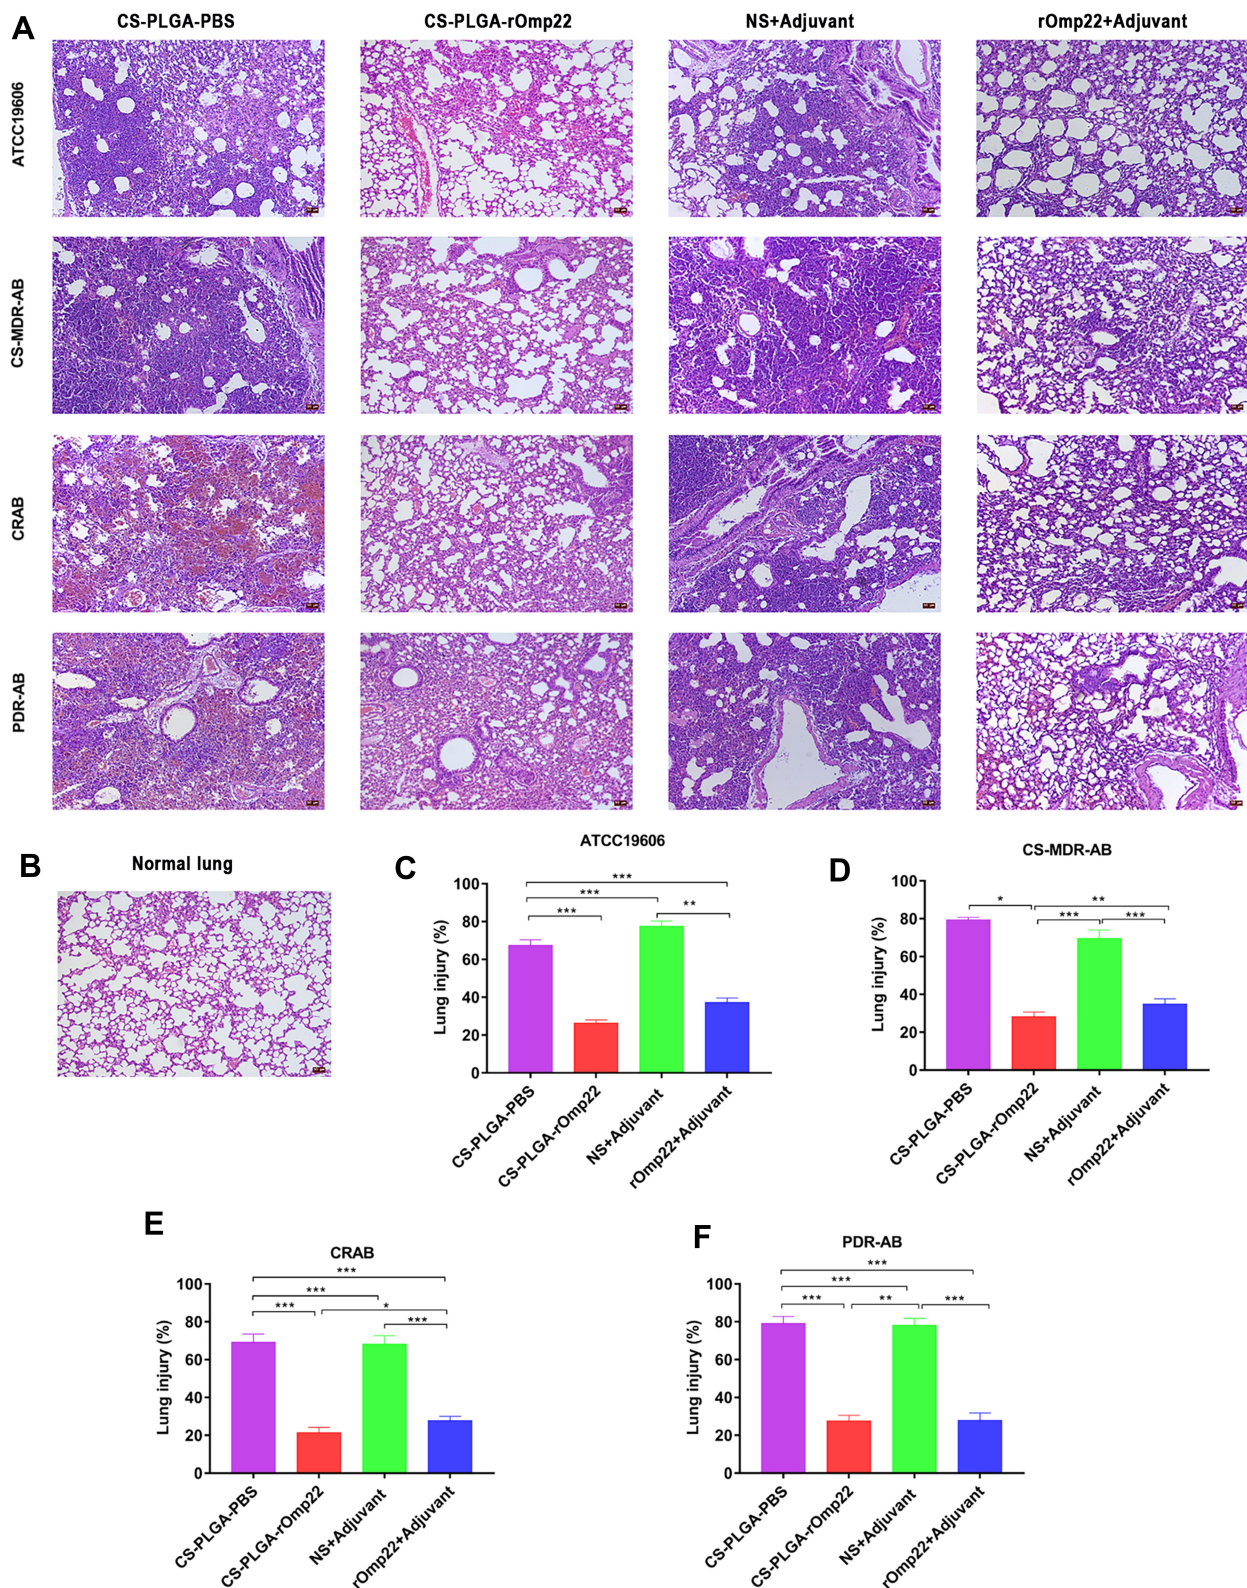 A
CS-PLGA-PBS
CS-PLGA-rOmp22
NS+Adjuvant
rOmp22+Adjuvant
ATCC19606
CS-MDR-AB
CRAB
PDR-AB
B
Normal lung
C
ATCC19606
Lung injury (%)
100
80
60
40
20
0
***
***
***
**
CS-PLGA-PBS
CS-PLGA-rOmp22
NS+Adjuvant
rOmp22+Adjuvant
D
CS-MDR-AB
Lung injury (%)
100
80
60
40
20
0
*
**
***
***
CS-PLGA-PBS
CS-PLGA-rOmp22
NS+Adjuvant
rOmp22+Adjuvant
E
CRAB
Lung injury (%)
100
80
60
40
20
0
***
***
***
*
***
CS-PLGA-PBS
CS-PLGA-rOmp22
NS+Adjuvant
rOmp22+Adjuvant
F
PDR-AB
Lung injury (%)
100
80
60
40
20
0
***
***
***
**
***
CS-PLGA-PBS
CS-PLGA-rOmp22
NS+Adjuvant
rOmp22+Adjuvant